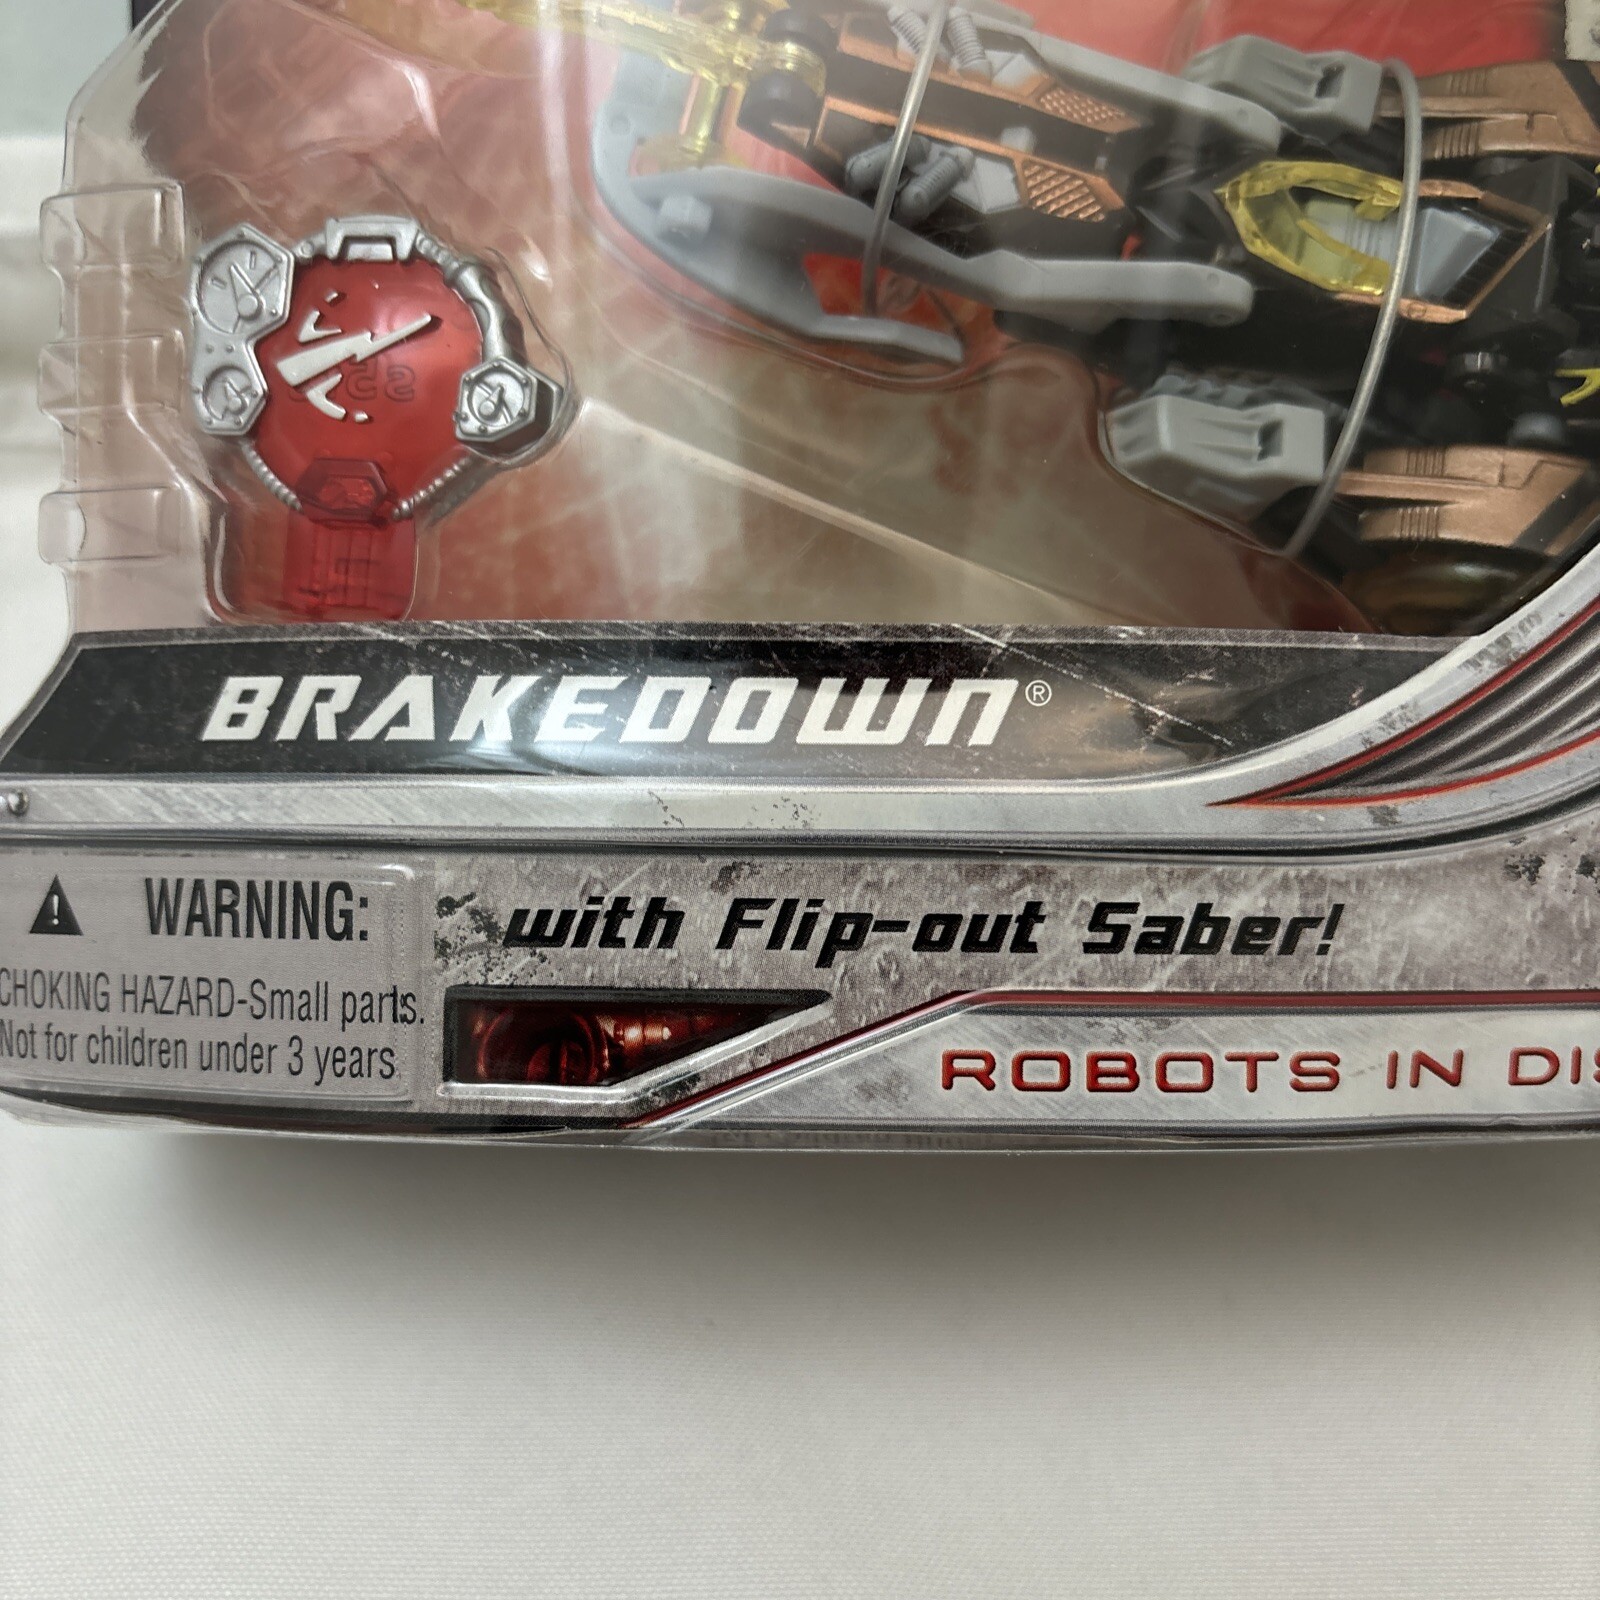 BRAKEDOWN®
WARNING:
CHOKING HAZARD-Small parts.
Not for children under 3 years
with Flip-out Saber!
ROBOTS IN DIS